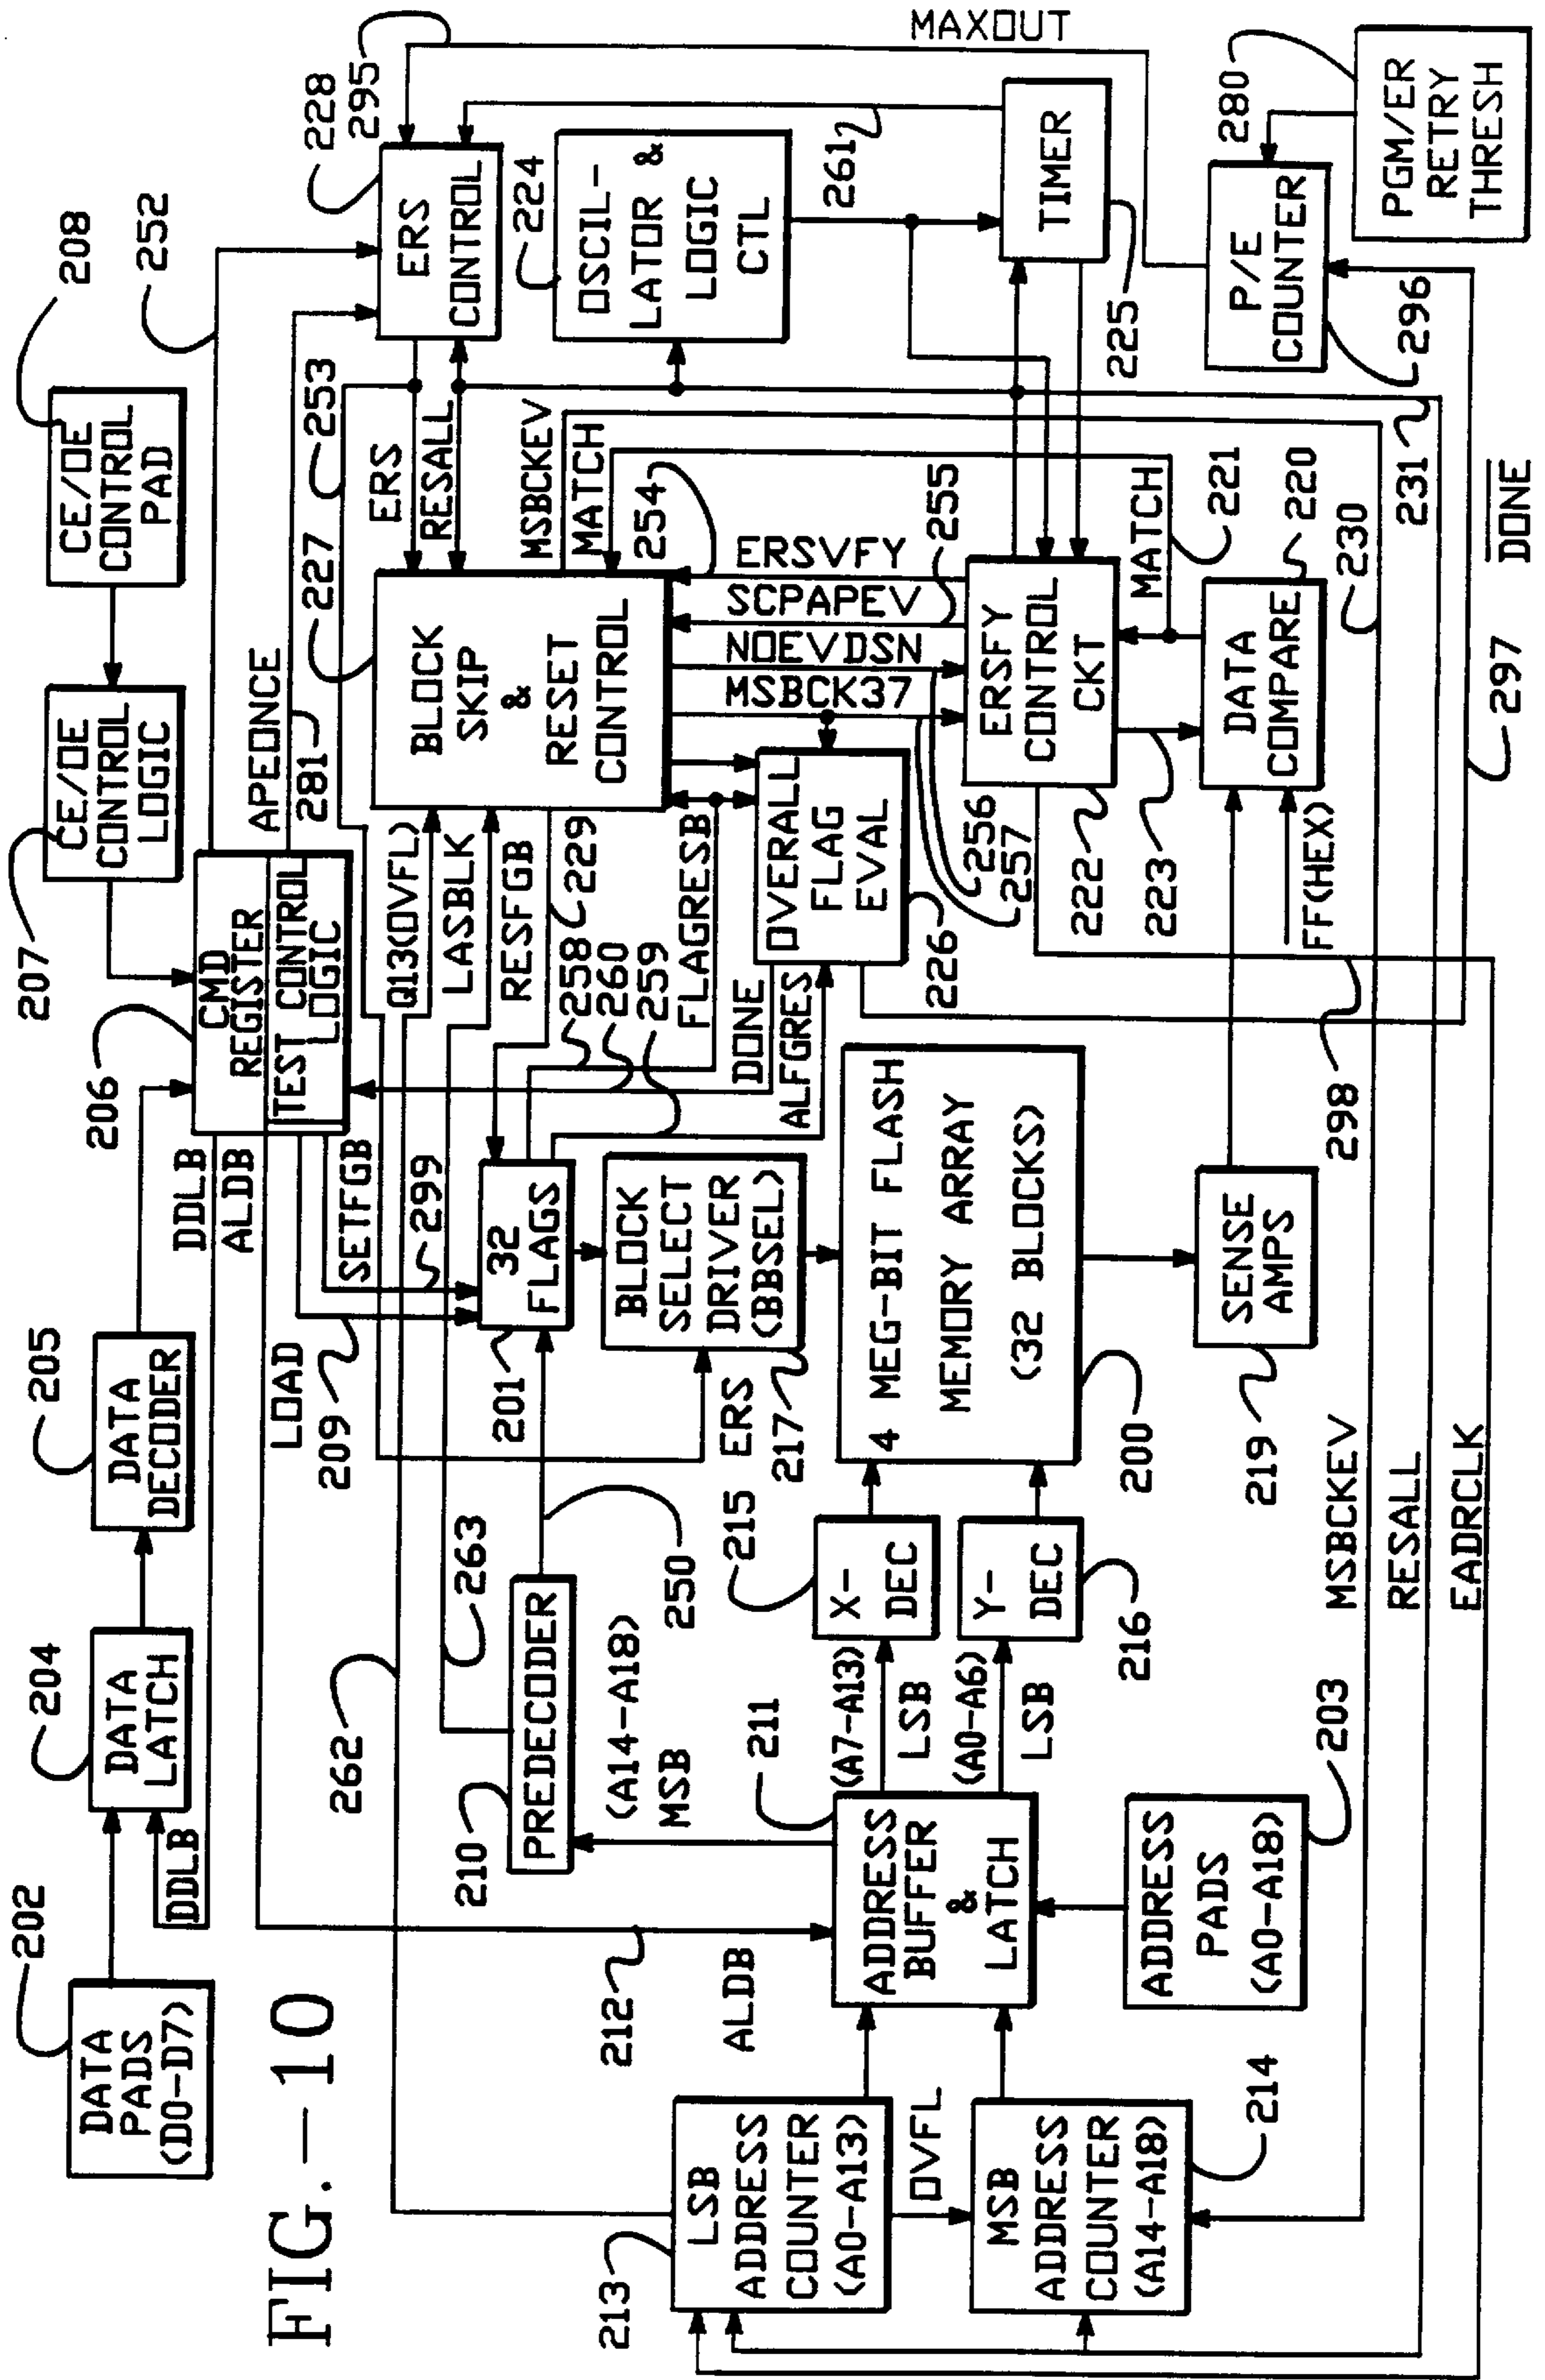 FIG.-10
202
DATA
PADS
(D0-D7)
DDLB
204
DATA
LATCH
205
DATA
DECODER
DDLB
ALDB
206
CMD
REGISTER
TEST CONTROL
LOGIC
207
CE/OE
CONTROL
LOGIC
208
CE/OE
CONTROL
PAD
252
APEONCE
281
227
253
228
295
ERS
CONTROL
ERS
RESALL
MSBCKEV
MATCH
254
224
OSCIL-
LATOR &
LOGIC
CTL
261
TIMER
225
MAXOUT
280
PGM/ER
RETRY
THRESH
P/E
COUNTER
296
262
263
LOAD
209
SETFGB
299
Q13(OVFL)
LASBLK
RESFGB
229
258
260
259
FLAGRESB
BLOCK
SKIP
&
RESET
CONTROL
ERSVFY
SCPAPEV
NOEVDSN
MSBCK37
255
256
257
DONE
ALFGRES
OVERALL
FLAG
EVAL
226
ERSFY
CONTROL
CKT
222
223
MATCH
221
DATA
COMPARE
220
FF(HEX)
230
231
297
DONE
298
210
PREDECODER
250
201
32
FLAGS
(A14-A18)
MSB
BLOCK
SELECT
DRIVER
(BBSEL)
217
ERS
212
ALDB
211
ADDRESS
BUFFER
&
LATCH
(A7-A13)
LSB
(A0-A6)
LSB
215
X-
DEC
Y-
DEC
216
4 MEG-BIT FLASH
MEMORY ARRAY
(32 BLOCKS)
200
SENSE
AMPS
219
ADDRESS
PADS
(A0-A18)
203
213
LSB
ADDRESS
COUNTER
(A0-A13)
OVFL
MSB
ADDRESS
COUNTER
(A14-A18)
214
MSBCKEV
RESALL
EADRCLK